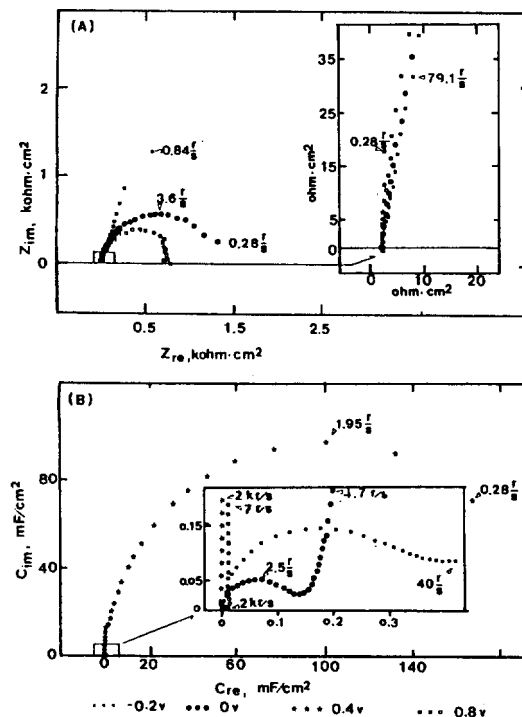 (A)
2
1
0
Z_im, kohm·cm²
0.84 r/s
3.6 r/s
0.28 r/s
0.5
1.5
2.5
Z_re, kohm·cm²
35
25
15
5
0
ohm·cm²
79.1 r/s
0.28 r/s
0
10
20
ohm·cm²
(B)
80
40
0
C_im, mF/cm²
1.95 r/s
0.28 r/s
0.15
0.05
0
2 kr/s
7 r/s
1.7 r/s
2.5 r/s
2 kr/s
40 r/s
0
0.1
0.2
0.3
0
20
60
100
140
C_re, mF/cm²
-0.2v
0v
0.4v
0.8v